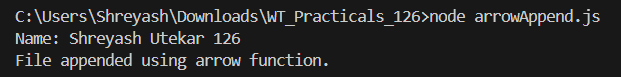 C:\Users\Shreyash\Downloads\WT_Practicals_126>node arrowAppend.js
Name: Shreyash Utekar 126
File appended using arrow function.